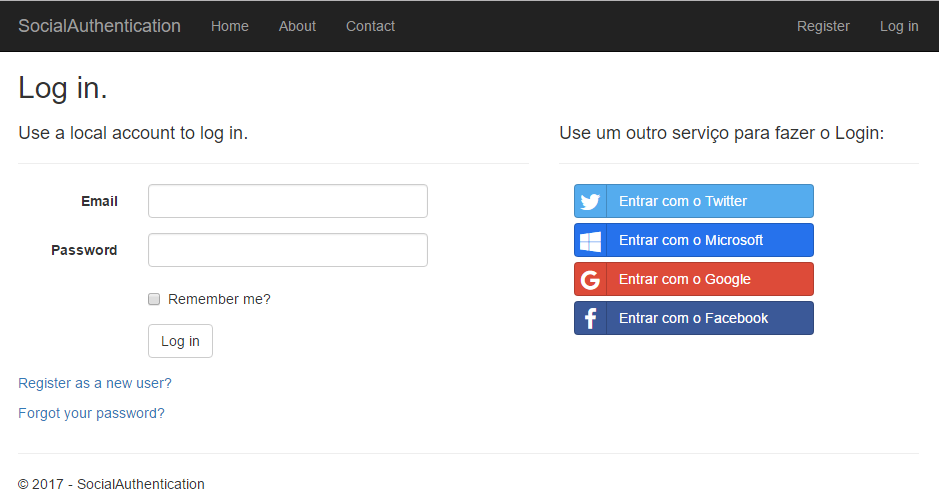 SocialAuthentication Home About Contact Register Log in
Log in.
Use a local account to log in.
Email
Password
Remember me?
Log in
Register as a new user?
Forgot your password?
Use um outro serviço para fazer o Login:
Entrar com o Twitter
Entrar com o Microsoft
Entrar com o Google
Entrar com o Facebook
© 2017 - SocialAuthentication